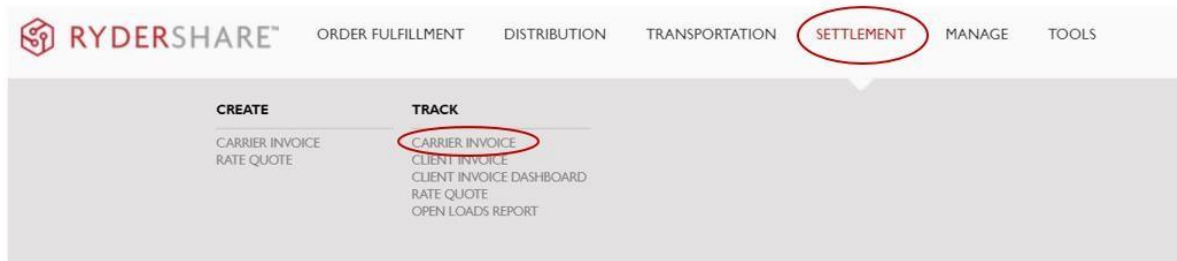 RYDERSHARE™ ORDER FULFILLMENT DISTRIBUTION TRANSPORTATION SETTLEMENT MANAGE TOOLS
CREATE TRACK
CARRIER INVOICE CARRIER INVOICE
RATE QUOTE CLIENT INVOICE
CLIENT INVOICE DASHBOARD
RATE QUOTE
OPEN LOADS REPORT